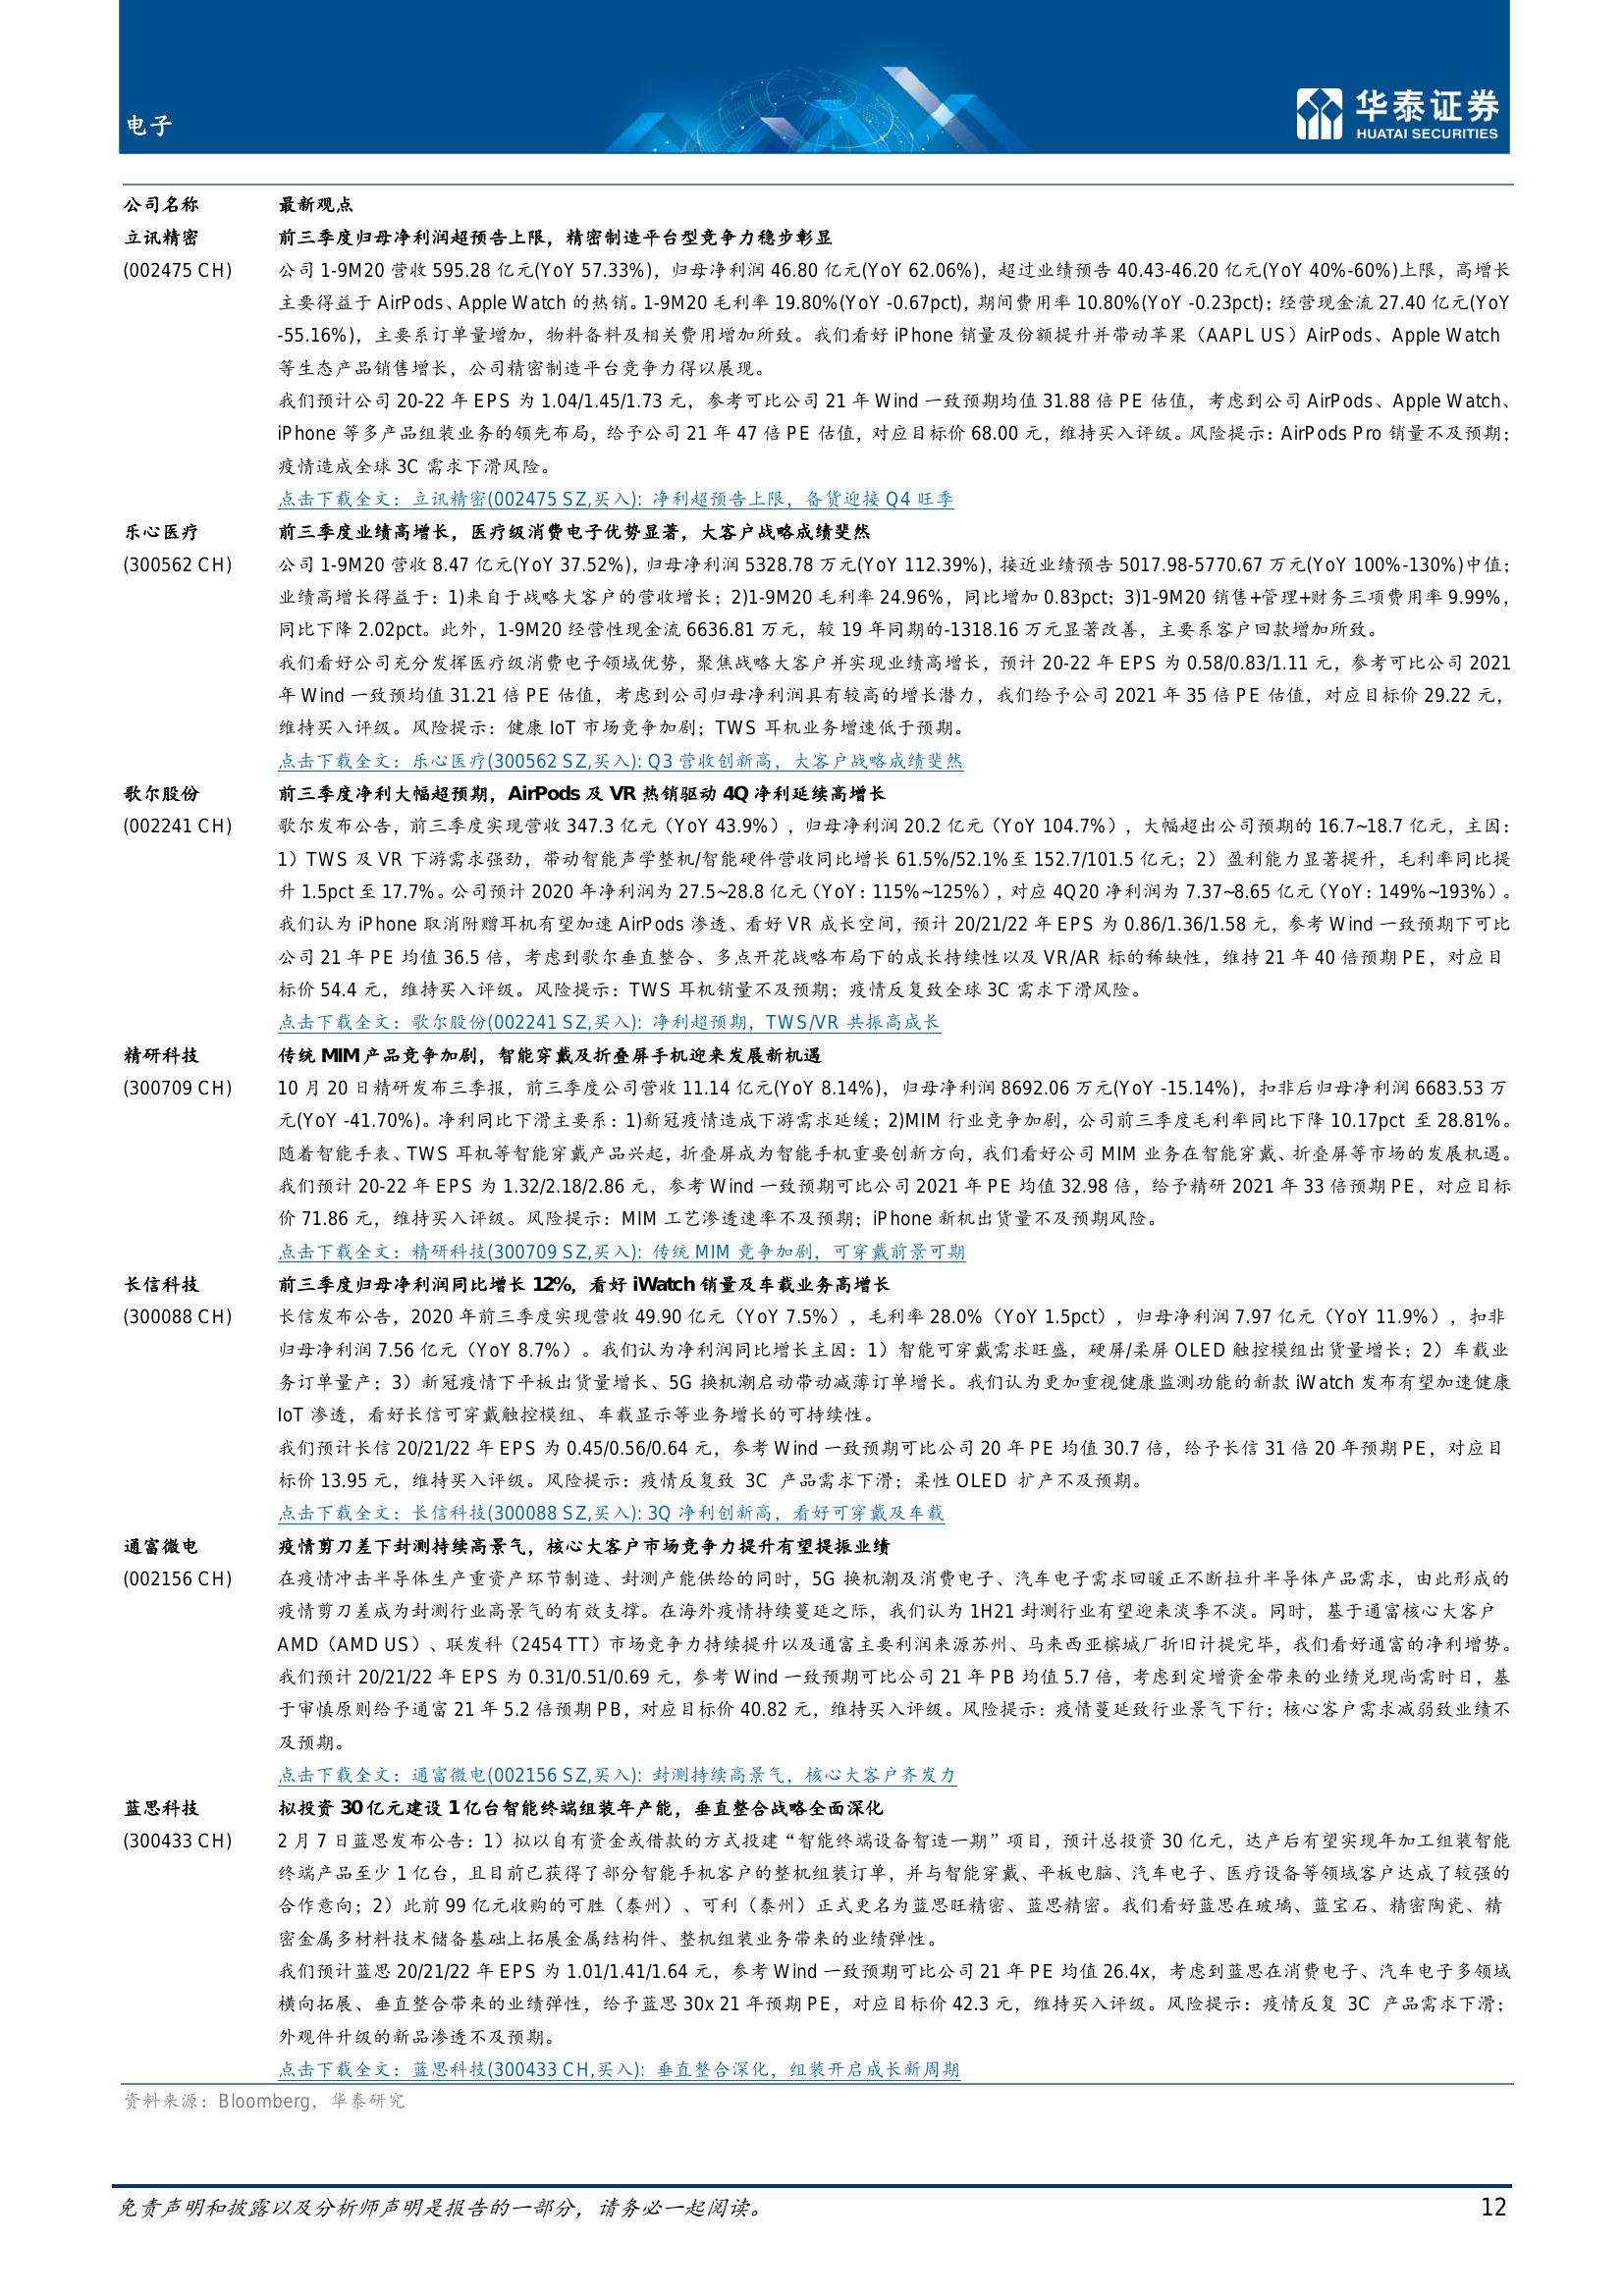 电子
华泰证券
HUATAI SECURITIES
公司名称 最新观点
立讯精密 前三季度归母净利润超预告上限，精密制造平台型竞争力稳步彰显
(002475 CH) 公司 1-9M20 营收 595.28 亿元(YoY 57.33%)，归母净利润 46.80 亿元(YoY 62.06%)，超过业绩预告 40.43-46.20 亿元(YoY 40%-60%)上限，高增长
主要得益于 AirPods、Apple Watch 的热销。1-9M20 毛利率 19.80%(YoY -0.67pct)，期间费用率 10.80%(YoY -0.23pct)；经营现金流 27.40 亿元(YoY
-55.16%)，主要系订单量增加，物料备料及相关费用增加所致。我们看好 iPhone 销量及份额提升并带动苹果（AAPL US）AirPods、Apple Watch
等生态产品销售增长，公司精密制造平台竞争力得以展现。
我们预计公司 20-22 年 EPS 为 1.04/1.45/1.73 元，参考可比公司 21 年 Wind 一致预期均值 31.88 倍 PE 估值，考虑到公司 AirPods、Apple Watch、
iPhone 等多产品组装业务的领先布局，给予公司 21 年 47 倍 PE 估值，对应目标价 68.00 元，维持买入评级。风险提示：AirPods Pro 销量不及预期；
疫情造成全球 3C 需求下滑风险。
点击下载全文：立讯精密(002475 SZ,买入): 净利超预告上限，备货迎接 Q4 旺季
乐心医疗 前三季度业绩高增长，医疗级消费电子优势显著，大客户战略成绩斐然
(300562 CH) 公司 1-9M20 营收 8.47 亿元(YoY 37.52%)，归母净利润 5328.78 万元(YoY 112.39%)，接近业绩预告 5017.98-5770.67 万元(YoY 100%-130%)中值；
业绩高增长得益于：1)来自于战略大客户的营收增长；2)1-9M20 毛利率 24.96%，同比增加 0.83pct；3)1-9M20 销售+管理+财务三项费用率 9.99%，
同比下降 2.02pct。此外，1-9M20 经营性现金流 6636.81 万元，较 19 年同期的-1318.16 万元显著改善，主要系客户回款增加所致。
我们看好公司充分发挥医疗级消费电子领域优势，聚焦战略大客户并实现业绩高增长，预计 20-22 年 EPS 为 0.58/0.83/1.11 元，参考可比公司 2021
年 Wind 一致预均值 31.21 倍 PE 估值，考虑到公司归母净利润具有较高的增长潜力，我们给予公司 2021 年 35 倍 PE 估值，对应目标价 29.22 元，
维持买入评级。风险提示：健康 IoT 市场竞争加剧；TWS 耳机业务增速低于预期。
点击下载全文：乐心医疗(300562 SZ,买入): Q3 营收创新高，大客户战略成绩斐然
歌尔股份 前三季度净利大幅超预期，AirPods 及 VR 热销驱动 4Q 净利延续高增长
(002241 CH) 歌尔发布公告，前三季度实现营收 347.3 亿元（YoY 43.9%），归母净利润 20.2 亿元（YoY 104.7%），大幅超出公司预期的 16.7~18.7 亿元，主因：
1）TWS 及 VR 下游需求强劲，带动智能声学整机/智能硬件营收同比增长 61.5%/52.1%至 152.7/101.5 亿元；2）盈利能力显著提升，毛利率同比提
升 1.5pct 至 17.7%。公司预计 2020 年净利润为 27.5~28.8 亿元（YoY：115%~125%），对应 4Q20 净利润为 7.37~8.65 亿元（YoY：149%~193%）。
我们认为 iPhone 取消附赠耳机有望加速 AirPods 渗透、看好 VR 成长空间，预计 20/21/22 年 EPS 为 0.86/1.36/1.58 元，参考 Wind 一致预期下可比
公司 21 年 PE 均值 36.5 倍，考虑到歌尔垂直整合、多点开花战略布局下的成长持续性以及 VR/AR 标的稀缺性，维持 21 年 40 倍预期 PE，对应目
标价 54.4 元，维持买入评级。风险提示：TWS 耳机销量不及预期；疫情反复致全球 3C 需求下滑风险。
点击下载全文：歌尔股份(002241 SZ,买入): 净利超预期，TWS/VR 共振高成长
精研科技 传统 MIM 产品竞争加剧，智能穿戴及折叠屏手机迎来发展新机遇
(300709 CH) 10 月 20 日精研发布三季报，前三季度公司营收 11.14 亿元(YoY 8.14%)，归母净利润 8692.06 万元(YoY -15.14%)，扣非后归母净利润 6683.53 万
元(YoY -41.70%)。净利同比下滑主要系：1)新冠疫情造成下游需求延缓；2)MIM 行业竞争加剧，公司前三季度毛利率同比下降 10.17pct 至 28.81%。
随着智能手表、TWS 耳机等智能穿戴产品兴起，折叠屏成为智能手机重要创新方向，我们看好公司 MIM 业务在智能穿戴、折叠屏等市场的发展机遇。
我们预计 20-22 年 EPS 为 1.32/2.18/2.86 元，参考 Wind 一致预期可比公司 2021 年 PE 均值 32.98 倍，给予精研 2021 年 33 倍预期 PE，对应目标
价 71.86 元，维持买入评级。风险提示：MIM 工艺渗透速率不及预期；iPhone 新机出货量不及预期风险。
点击下载全文：精研科技(300709 SZ,买入): 传统 MIM 竞争加剧，可穿戴前景可期
长信科技 前三季度归母净利润同比增长 12%，看好 iWatch 销量及车载业务高增长
(300088 CH) 长信发布公告，2020 年前三季度实现营收 49.90 亿元（YoY 7.5%），毛利率 28.0%（YoY 1.5pct），归母净利润 7.97 亿元（YoY 11.9%），扣非
归母净利润 7.56 亿元（YoY 8.7%）。我们认为净利润同比增长主因：1）智能可穿戴需求旺盛，硬屏/柔屏 OLED 触控模组出货量增长；2）车载业
务订单量产；3）新冠疫情下平板出货量增长、5G 换机潮启动带动减薄订单增长。我们认为更加重视健康监测功能的新款 iWatch 发布有望加速健康
IoT 渗透，看好长信可穿戴触控模组、车载显示等业务增长的可持续性。
我们预计长信 20/21/22 年 EPS 为 0.45/0.56/0.64 元，参考 Wind 一致预期可比公司 20 年 PE 均值 30.7 倍，给予长信 31 倍 20 年预期 PE，对应目
标价 13.95 元，维持买入评级。风险提示：疫情反复致 3C 产品需求下滑；柔性 OLED 扩产不及预期。
点击下载全文：长信科技(300088 SZ,买入): 3Q 净利创新高，看好可穿戴及车载
通富微电 疫情剪刀差下封测持续高景气，核心大客户市场竞争力提升有望提振业绩
(002156 CH) 在疫情冲击半导体生产重资产环节制造、封测产能供给的同时，5G 换机潮及消费电子、汽车电子需求回暖正不断拉升半导体产品需求，由此形成的
疫情剪刀差成为封测行业高景气的有效支撑。在海外疫情持续蔓延之际，我们认为 1H21 封测行业有望迎来淡季不淡。同时，基于通富核心大客户
AMD（AMD US）、联发科（2454 TT）市场竞争力持续提升以及通富主要利润来源苏州、马来西亚槟城厂折旧计提完毕，我们看好通富的净利增势。
我们预计 20/21/22 年 EPS 为 0.31/0.51/0.69 元，参考 Wind 一致预期可比公司 21 年 PB 均值 5.7 倍，考虑到定增资金带来的业绩兑现尚需时日，基
于审慎原则给予通富 21 年 5.2 倍预期 PB，对应目标价 40.82 元，维持买入评级。风险提示：疫情蔓延致行业景气下行；核心客户需求减弱致业绩不
及预期。
点击下载全文：通富微电(002156 SZ,买入): 封测持续高景气，核心大客户齐发力
蓝思科技 拟投资 30 亿元建设 1 亿台智能终端组装年产能，垂直整合战略全面深化
(300433 CH) 2 月 7 日蓝思发布公告：1）拟以自有资金或借款的方式投建“智能终端设备智造一期”项目，预计总投资 30 亿元，达产后有望实现年加工组装智能
终端产品至少 1 亿台，且目前已获得了部分智能手机客户的整机组装订单，并与智能穿戴、平板电脑、汽车电子、医疗设备等领域客户达成了较强的
合作意向；2）此前 99 亿元收购的可胜（泰州）、可利（泰州）正式更名为蓝思旺精密、蓝思精密。我们看好蓝思在玻璃、蓝宝石、精密陶瓷、精
密金属多材料技术储备基础上拓展金属结构件、整机组装业务带来的业绩弹性。
我们预计蓝思 20/21/22 年 EPS 为 1.01/1.41/1.64 元，参考 Wind 一致预期可比公司 21 年 PE 均值 26.4x，考虑到蓝思在消费电子、汽车电子多领域
横向拓展、垂直整合带来的业绩弹性，给予蓝思 30x 21 年预期 PE，对应目标价 42.3 元，维持买入评级。风险提示：疫情反复 3C 产品需求下滑；
外观件升级的新品渗透不及预期。
点击下载全文：蓝思科技(300433 CH,买入): 垂直整合深化，组装开启成长新周期
资料来源：Bloomberg，华泰研究
免责声明和披露以及分析师声明是报告的一部分，请务必一起阅读。 12